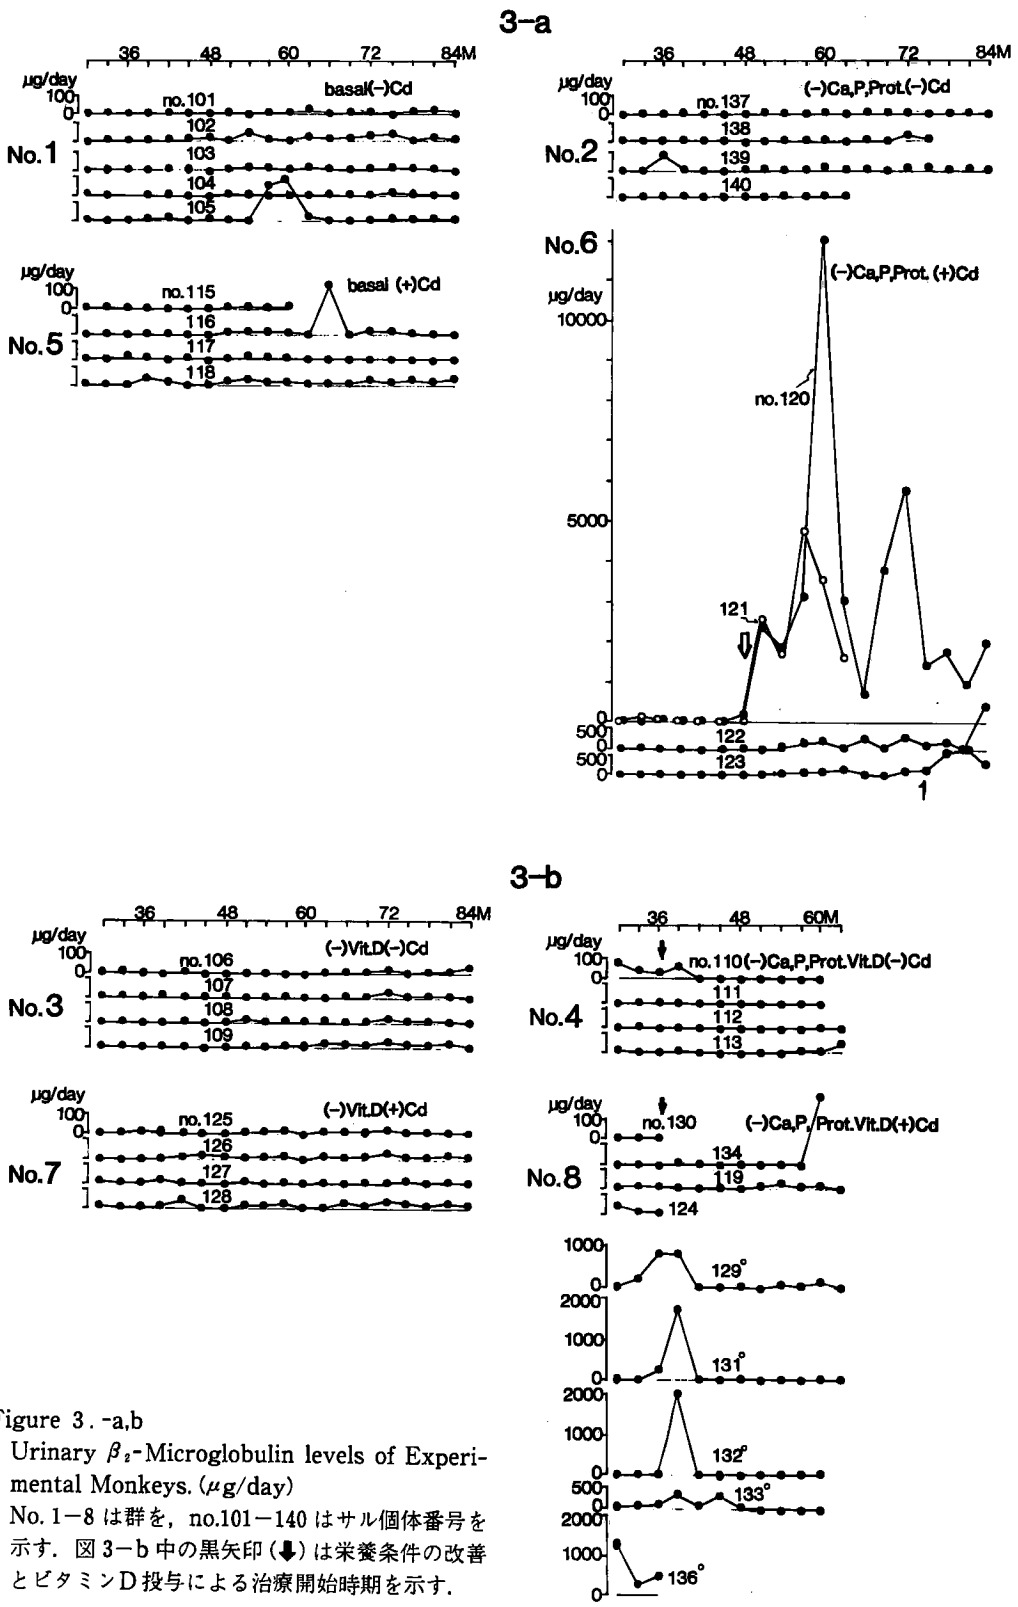 3-a
36 48 60 72 84M
μg/day
100
0
basal(-)Cd
no.101
102
No.1
103
104
105
μg/day
100
0
basal (+)Cd
no.115
116
No.5
117
118
36 48 60 72 84M
μg/day
100
0
(-)Ca,P,Prot.(-)Cd
no.137
138
No.2
139
140
No.6
(-)Ca,P,Prot. (+)Cd
μg/day
10000
no.120
5000
121
0
500
0
122
500
0
123
1
3-b
36 48 60 72 84M
μg/day
100
0
(-)Vit.D(-)Cd
no.106
107
No.3
108
109
μg/day
100
0
(-)Vit.D(+)Cd
no.125
126
No.7
127
128
36 48 60M
μg/day
100
0
no.110(-)Ca,P,Prot.Vit.D(-)Cd
111
No.4
112
113
μg/day
100
0
no.130
(-)Ca,P, Prot.Vit.D(+)Cd
134
No.8
119
124
1000
0
129°
2000
1000
0
131°
2000
1000
0
132°
500
0
133°
2000
1000
0
136°
Figure 3.-a,b
Urinary β₂-Microglobulin levels of Experi-
mental Monkeys. (μg/day)
No. 1-8 は群を，no.101-140 はサル個体番号を
示す．図 3-b 中の黒矢印 (⬇) は栄養条件の改善
とビタミンD投与による治療開始時期を示す．